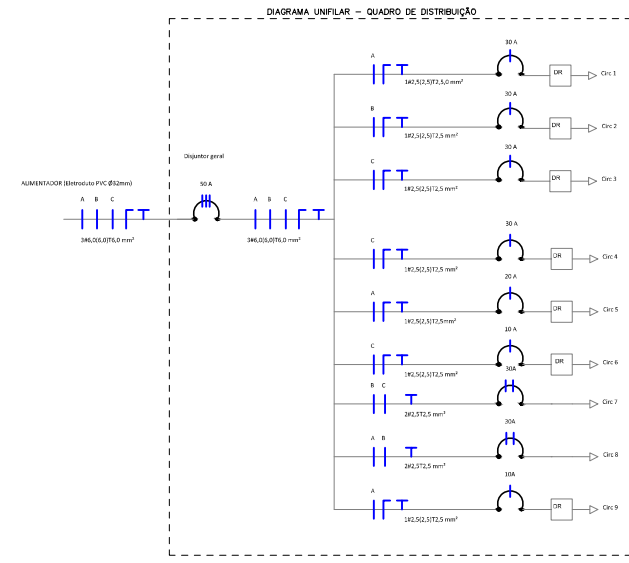 DIAGRAMA UNIFILAR – QUADRO DE DISTRIBUIÇÃO
30 A
A
DR
Circ 1
1#2,5(2,5)T2,5,0 mm²
30 A
B
DR
Circ 2
1#2,5(2,5)T2,5 mm²
30 A
C
DR
Circ 3
1#2,5(2,5)T2,5 mm²
Disjuntor geral
ALIMENTADOR (Eletroduto PVC Ø32mm)
50 A
A B C
A B C
3#6,0(6,0)T6,0 mm²
3#6,0(6,0)T6,0 mm²
30 A
C
DR
Circ 4
1#2,5(2,5)T2,5 mm²
20 A
A
DR
Circ 5
1#2,5(2,5)T2,5mm²
10 A
C
DR
Circ 6
1#2,5(2,5)T2,5 mm²
30A
B C
Circ 7
2#2,5T2,5 mm²
30A
A B
Circ 8
2#2,5T2,5 mm²
10A
A
DR
Circ 9
1#2,5(2,5)T2,5 mm²